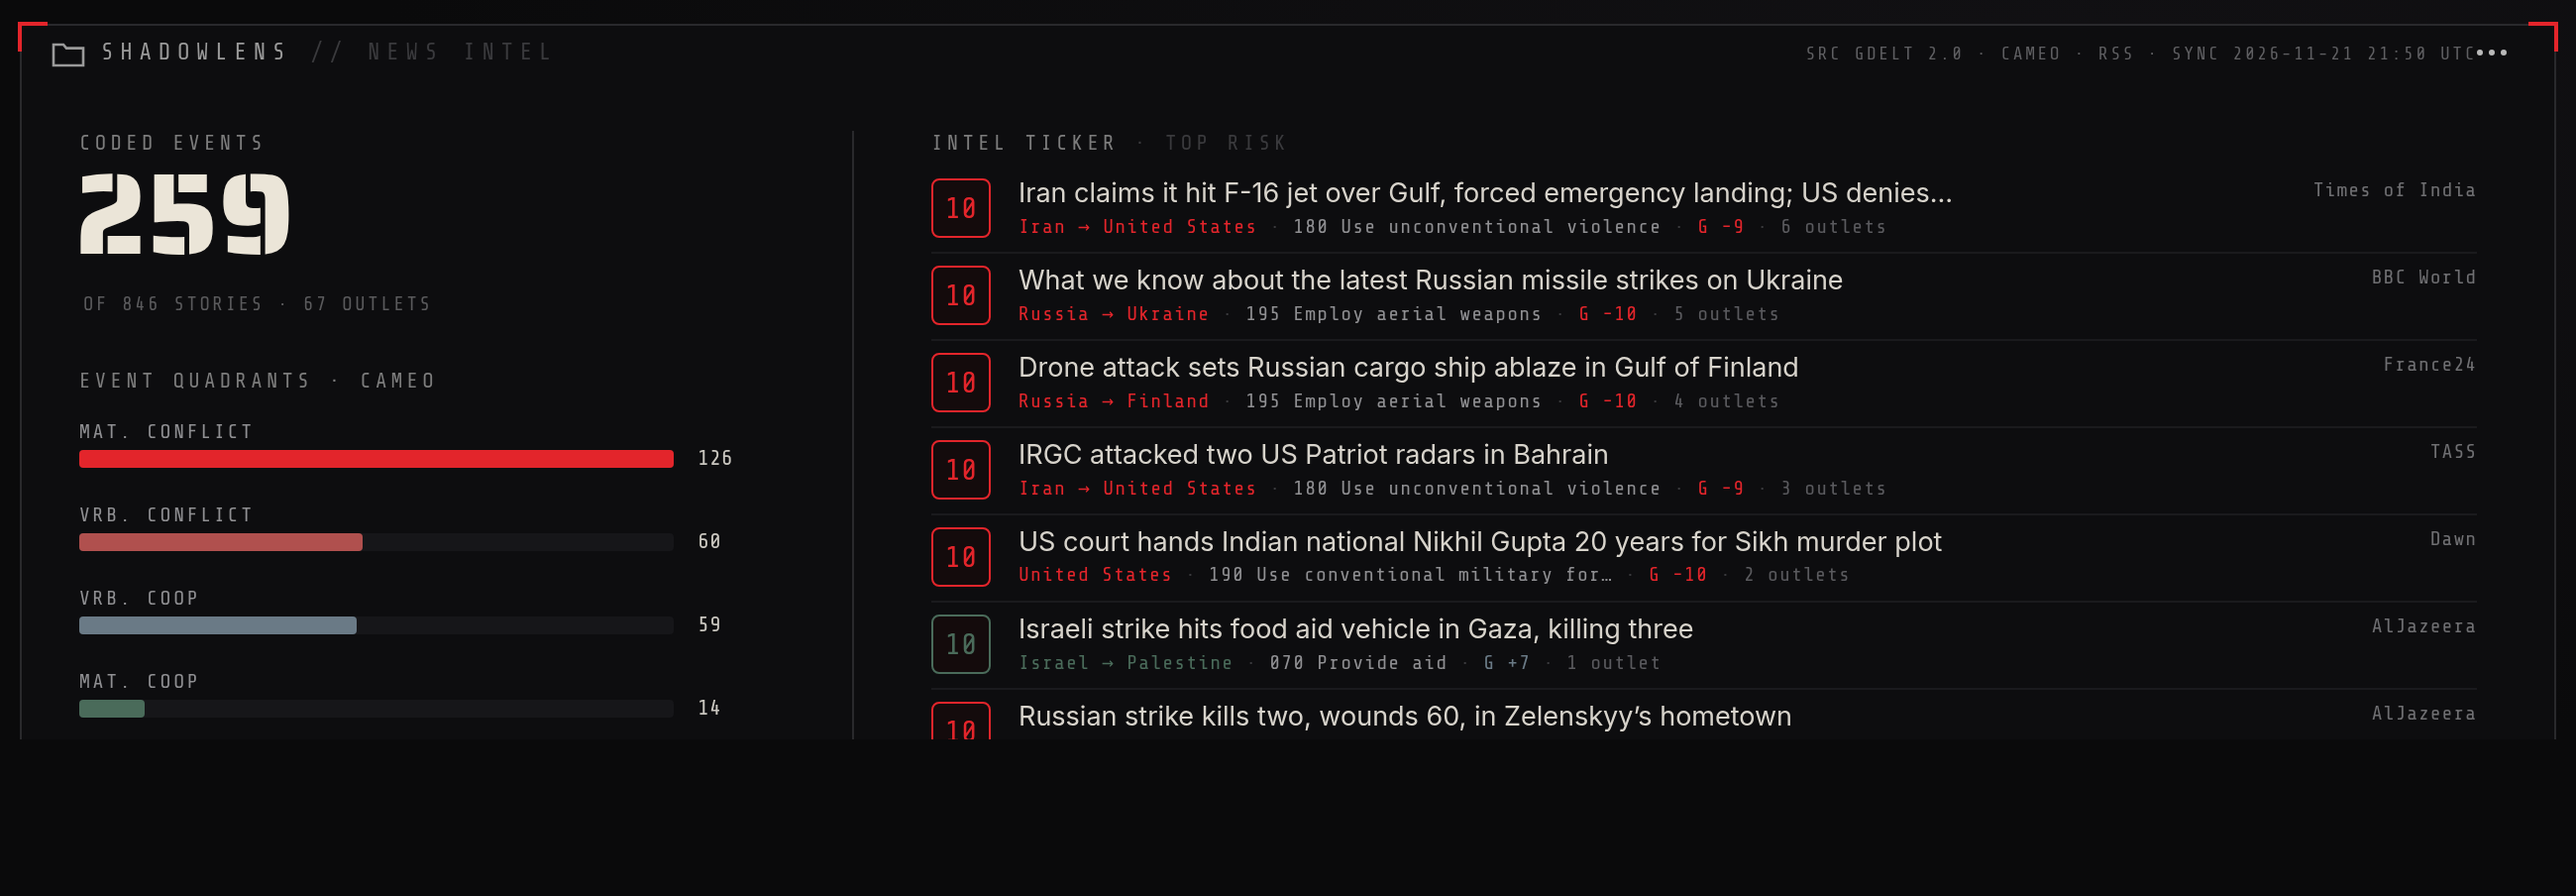 SHADOWLENS // NEWS INTEL
SRC GDELT 2.0 · CAMEO · RSS · SYNC 2026-11-21 21:50 UTC
CODED EVENTS
259
OF 846 STORIES · 67 OUTLETS
EVENT QUADRANTS · CAMEO
MAT. CONFLICT
126
VRB. CONFLICT
60
VRB. COOP
59
MAT. COOP
14
INTEL TICKER · TOP RISK
10
Iran claims it hit F-16 jet over Gulf, forced emergency landing; US denies…
Times of India
Iran → United States · 180 Use unconventional violence · G -9 · 6 outlets
10
What we know about the latest Russian missile strikes on Ukraine
BBC World
Russia → Ukraine · 195 Employ aerial weapons · G -10 · 5 outlets
10
Drone attack sets Russian cargo ship ablaze in Gulf of Finland
France24
Russia → Finland · 195 Employ aerial weapons · G -10 · 4 outlets
10
IRGC attacked two US Patriot radars in Bahrain
TASS
Iran → United States · 180 Use unconventional violence · G -9 · 3 outlets
10
US court hands Indian national Nikhil Gupta 20 years for Sikh murder plot
Dawn
United States · 190 Use conventional military for… · G -10 · 2 outlets
10
Israeli strike hits food aid vehicle in Gaza, killing three
AlJazeera
Israel → Palestine · 070 Provide aid · G +7 · 1 outlet
10
Russian strike kills two, wounds 60, in Zelenskyy’s hometown
AlJazeera